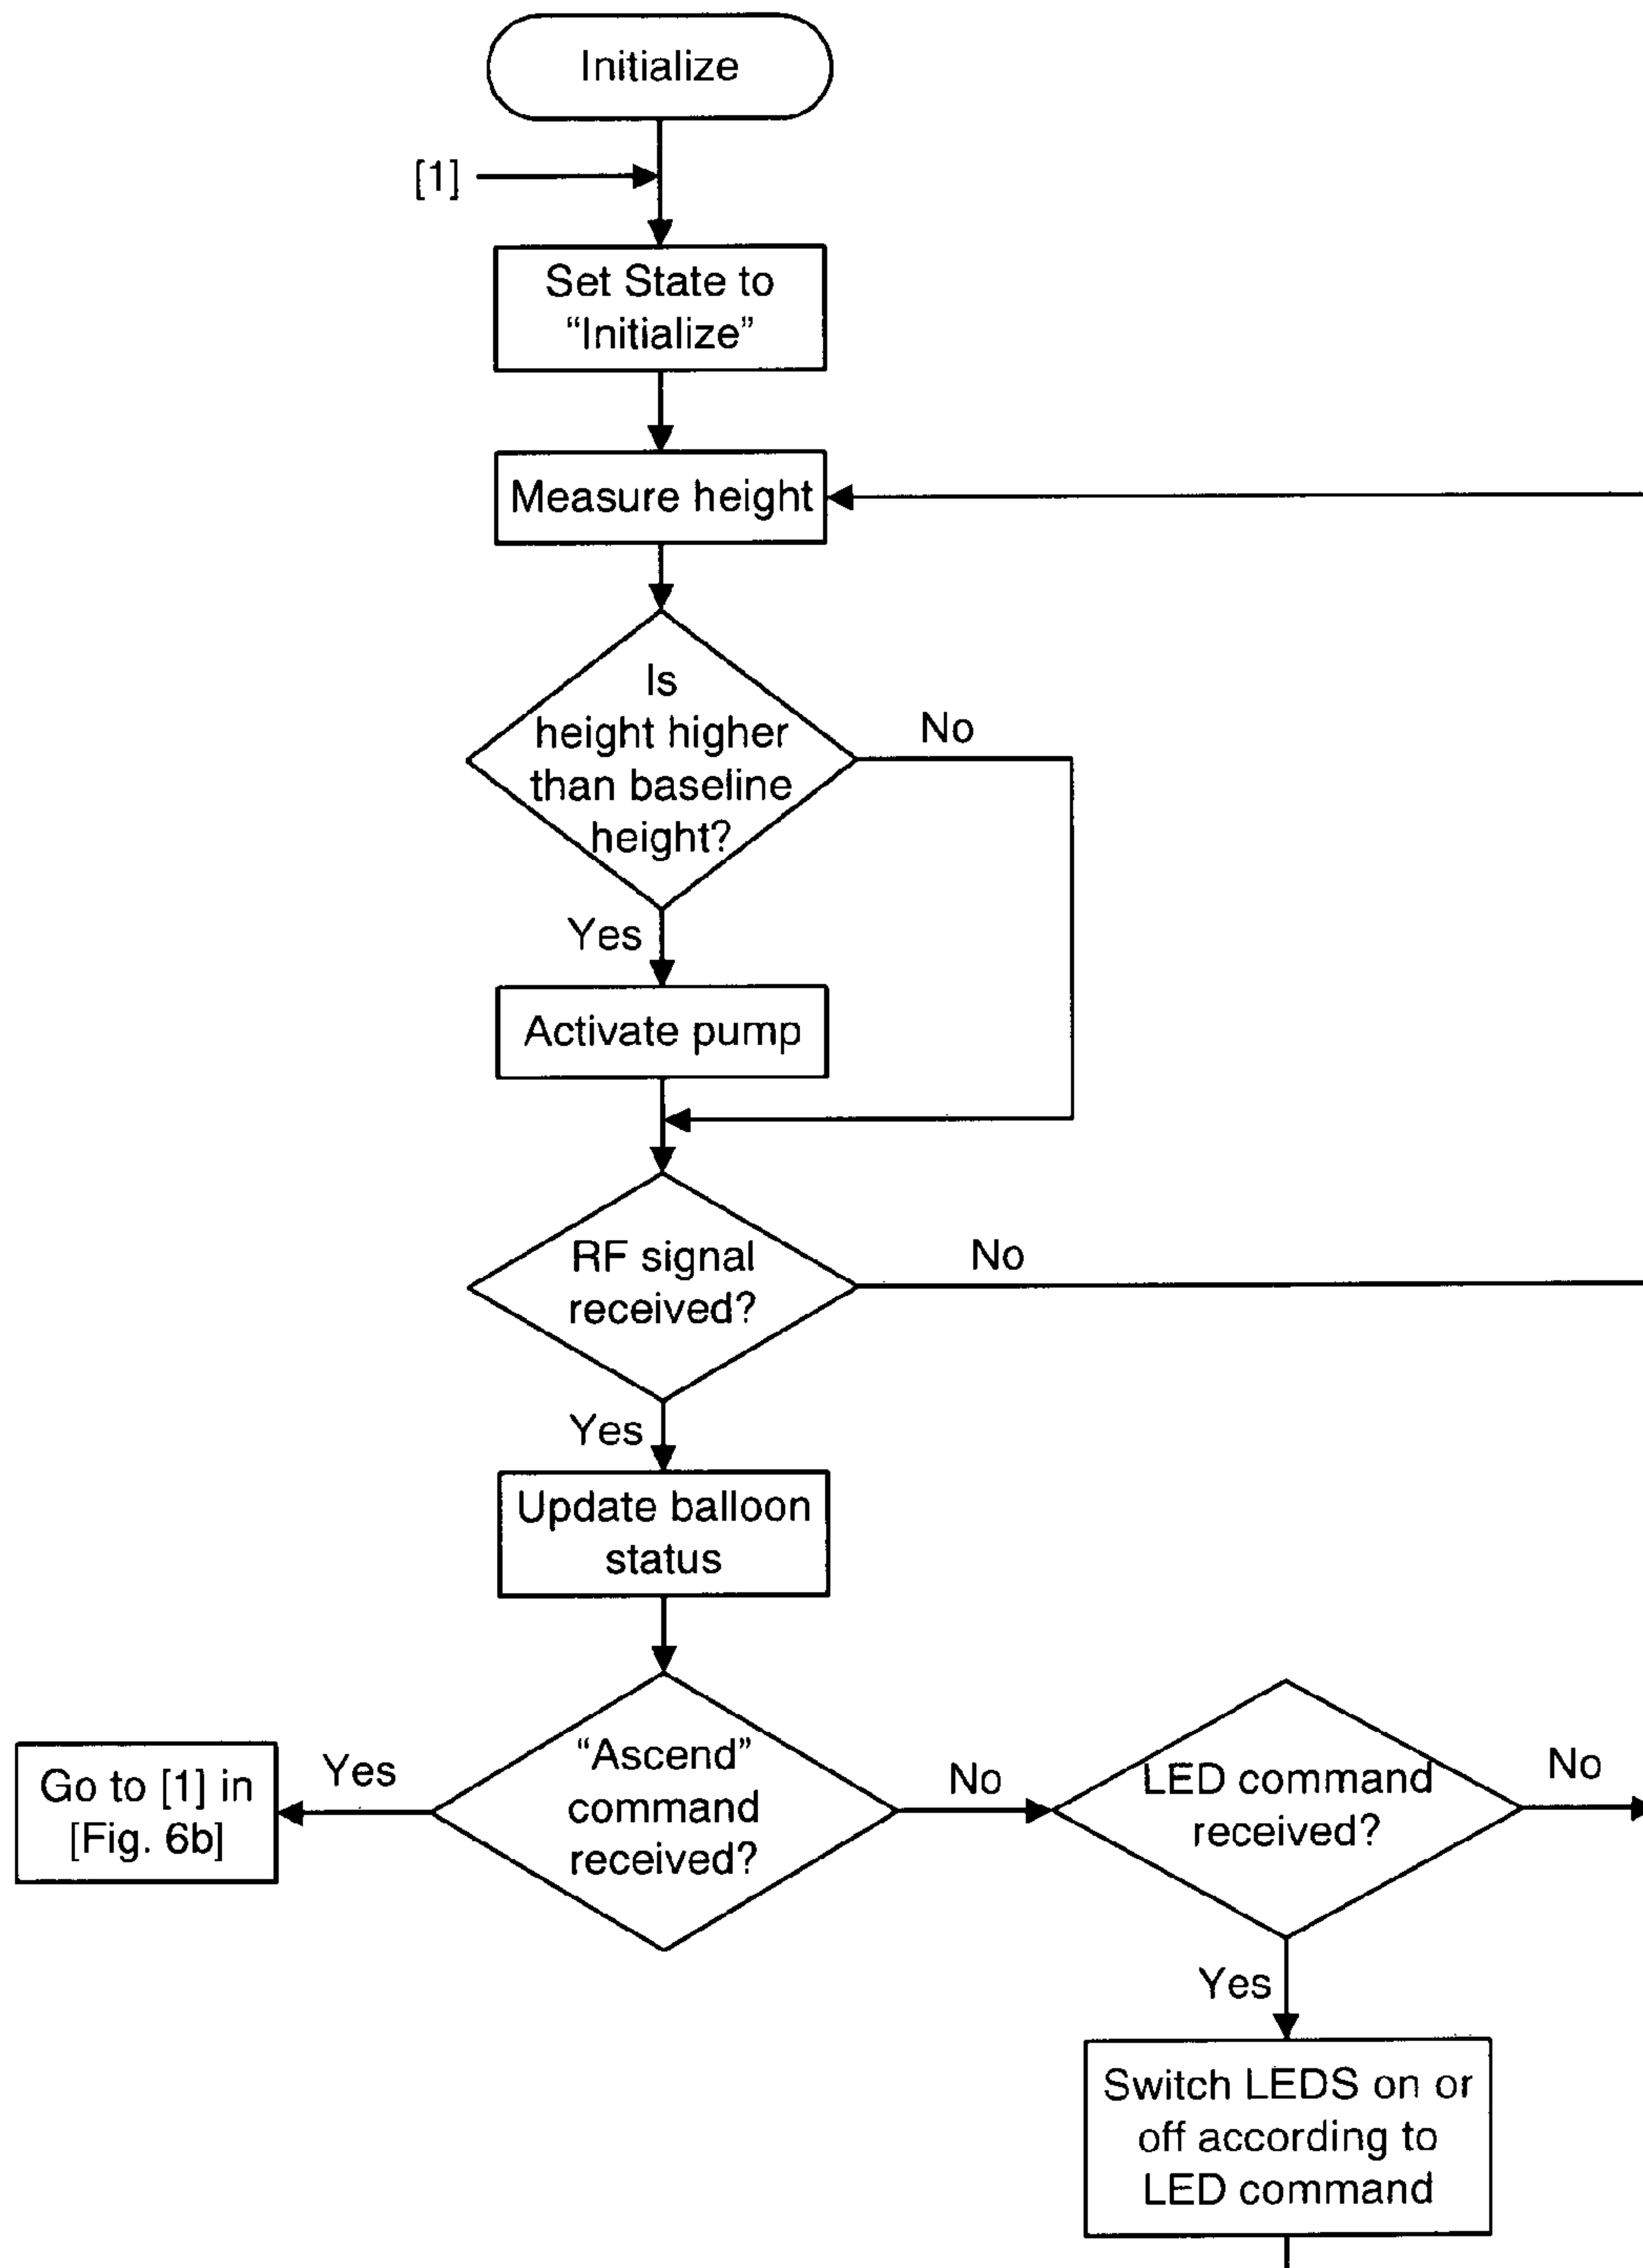 Initialize
[1]
Set State to
“Initialize”
Measure height
Is
height higher
than baseline
height?
No
Yes
Activate pump
RF signal
received?
No
Yes
Update balloon
status
“Ascend”
command
received?
Yes
Go to [1] in
[Fig. 6b]
No
LED command
received?
No
Yes
Switch LEDS on or
off according to
LED command